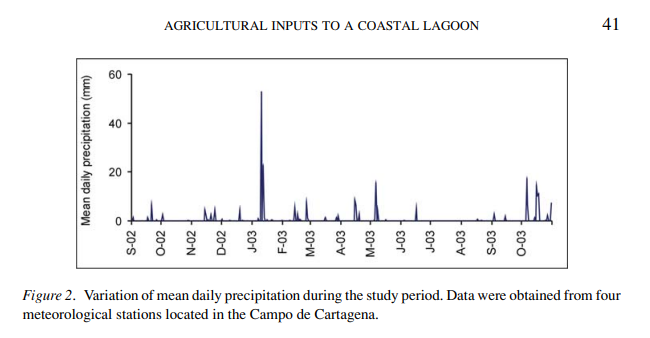 AGRICULTURAL INPUTS TO A COASTAL LAGOON 41
Mean daily precipitation (mm)
60
40
20
0
S-02 O-02 N-02 D-02 J-03 F-03 M-03 A-03 M-03 J-03 J-03 A-03 S-03 O-03
Figure 2. Variation of mean daily precipitation during the study period. Data were obtained from four
meteorological stations located in the Campo de Cartagena.